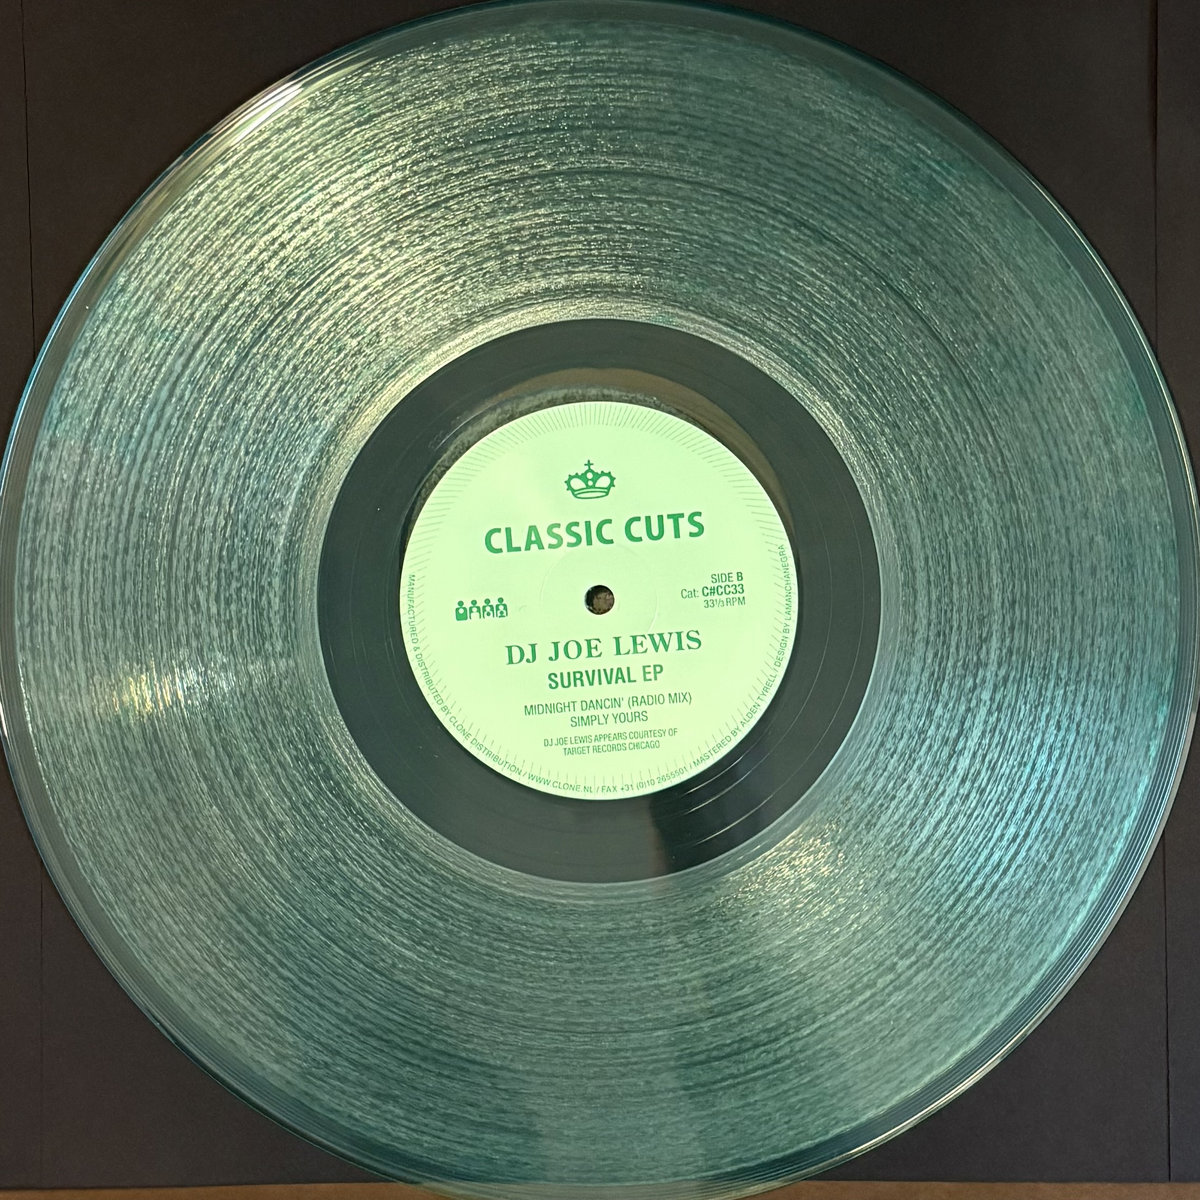 CLASSIC CUTS
SIDE B
Cat: C#CC33
33⅓ RPM
DJ JOE LEWIS
SURVIVAL EP
MIDNIGHT DANCIN' (RADIO MIX)
SIMPLY YOURS
DJ JOE LEWIS APPEARS COURTESY OF
TARGET RECORDS CHICAGO
MANUFACTURED & DISTRIBUTED BY CLONE DISTRIBUTION / WWW.CLONE.NL / FAX +31 (0)10 2655501 / MASTERED BY ALDEN TYRELL / DESIGN BY LAMANCHANEGRA